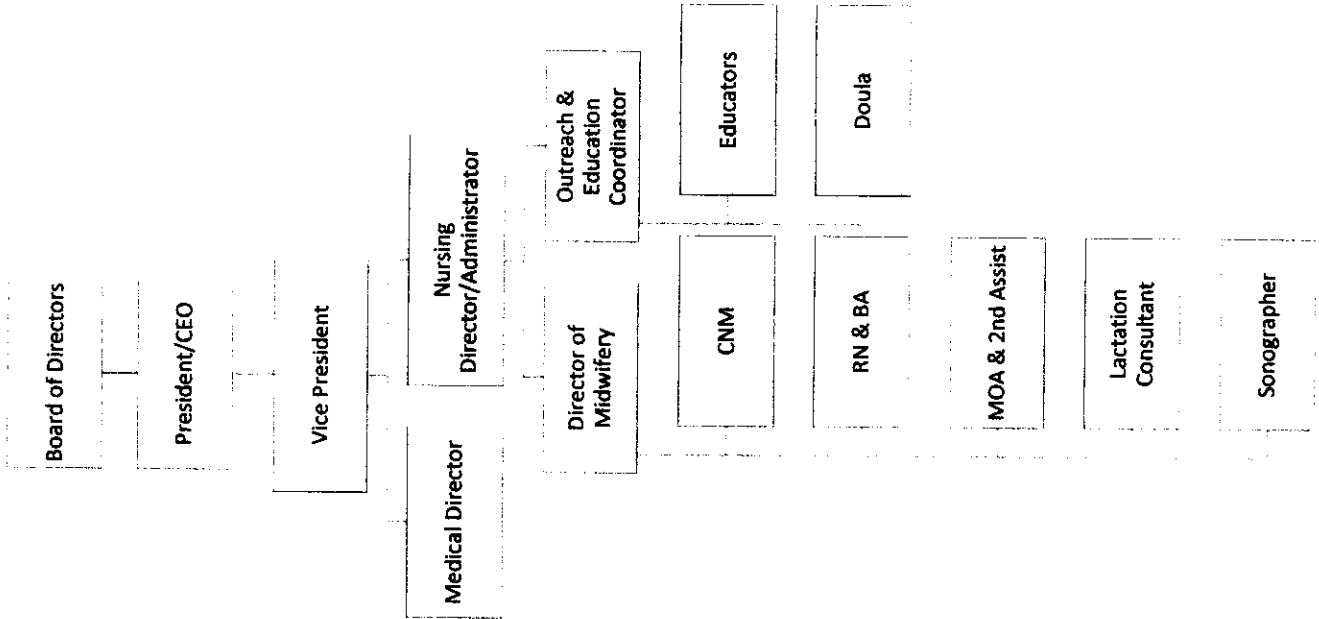 Board of Directors
President/CEO
Vice President
Medical Director
Nursing
Director/Administrator
Director of
Midwifery
Outreach &
Education
Coordinator
CNM
Educators
RN & BA
Doula
MOA & 2nd Assist
Lactation
Consultant
Sonographer